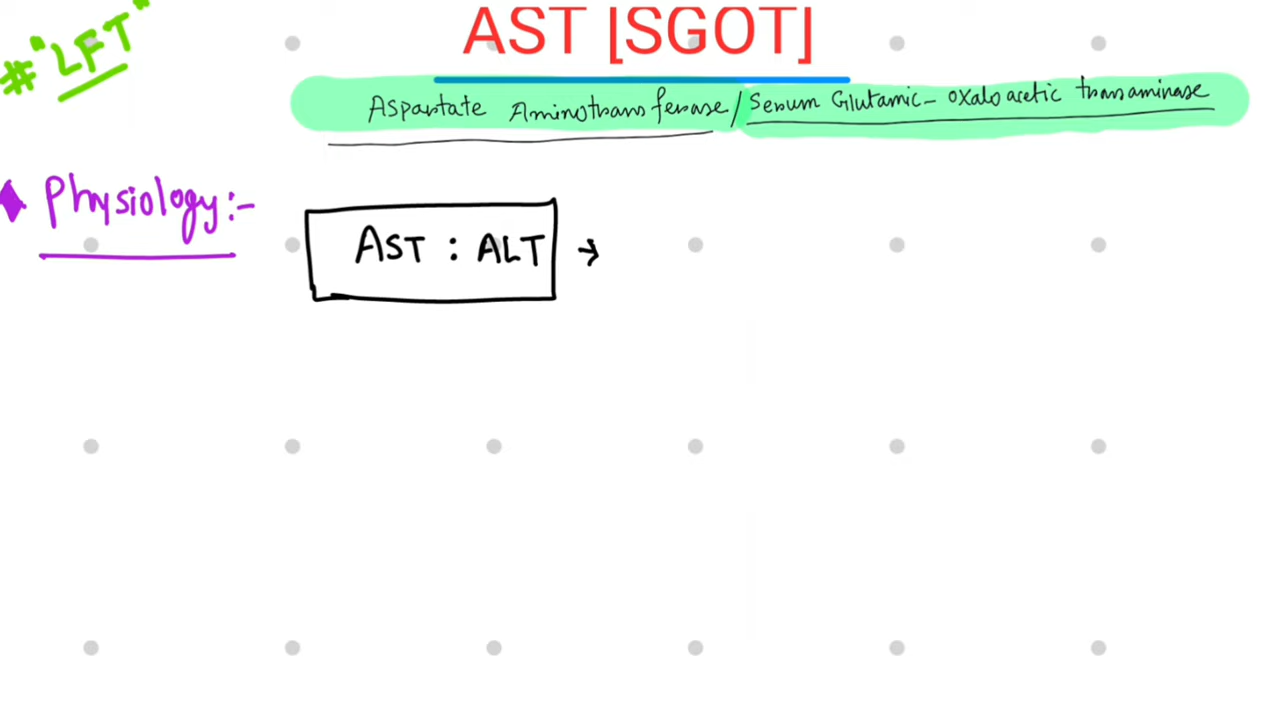 AST [SGOT]
# "LFT"
Aspartate Aminotransferase / Serum Glutamic - oxaloacetic transaminase
Physiology:-
AST : ALT →